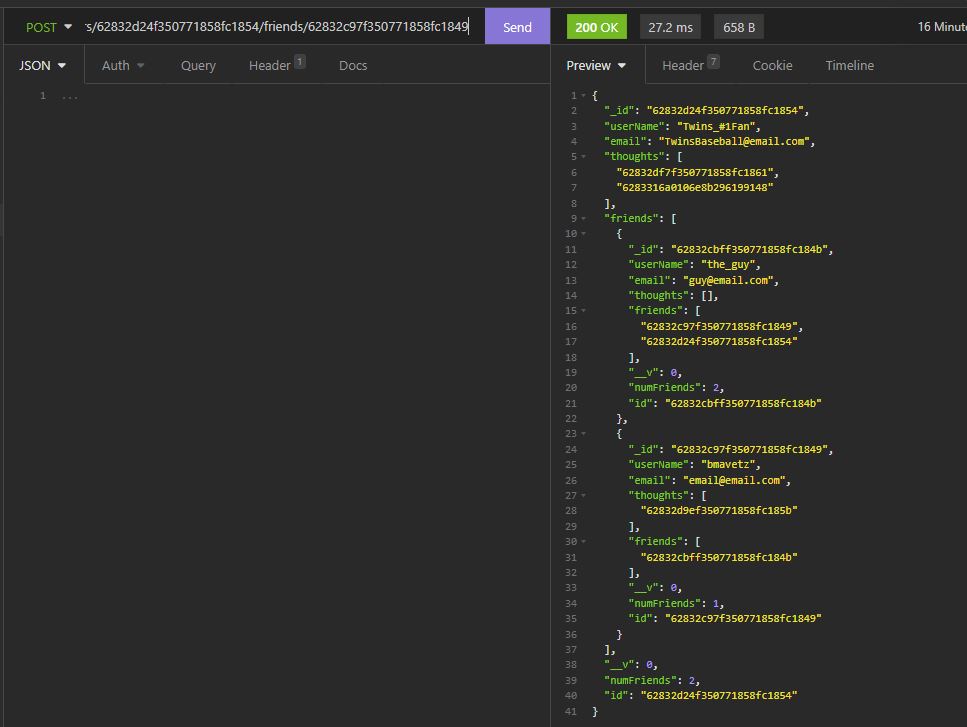 POST s/62832d24f350771858fc1854/friends/62832c97f350771858fc1849 Send 200 OK 27.2 ms 658 B 16 Minut
JSON Auth Query Header 1 Docs Preview Header 7 Cookie Timeline
1 ...
1 {
2 "_id": "62832d24f350771858fc1854",
3 "userName": "Twins_#1Fan",
4 "email": "TwinsBaseball@email.com",
5 "thoughts": [
6 "62832df7f350771858fc1861",
7 "6283316a0106e8b296199148"
8 ],
9 "friends": [
10 {
11 "_id": "62832cbff350771858fc184b",
12 "userName": "the_guy",
13 "email": "guy@email.com",
14 "thoughts": [],
15 "friends": [
16 "62832c97f350771858fc1849",
17 "62832d24f350771858fc1854"
18 ],
19 "__v": 0,
20 "numFriends": 2,
21 "id": "62832cbff350771858fc184b"
22 },
23 {
24 "_id": "62832c97f350771858fc1849",
25 "userName": "bmavetz",
26 "email": "email@email.com",
27 "thoughts": [
28 "62832d9ef350771858fc185b"
29 ],
30 "friends": [
31 "62832cbff350771858fc184b"
32 ],
33 "__v": 0,
34 "numFriends": 1,
35 "id": "62832c97f350771858fc1849"
36 }
37 ],
38 "__v": 0,
39 "numFriends": 2,
40 "id": "62832d24f350771858fc1854"
41 }